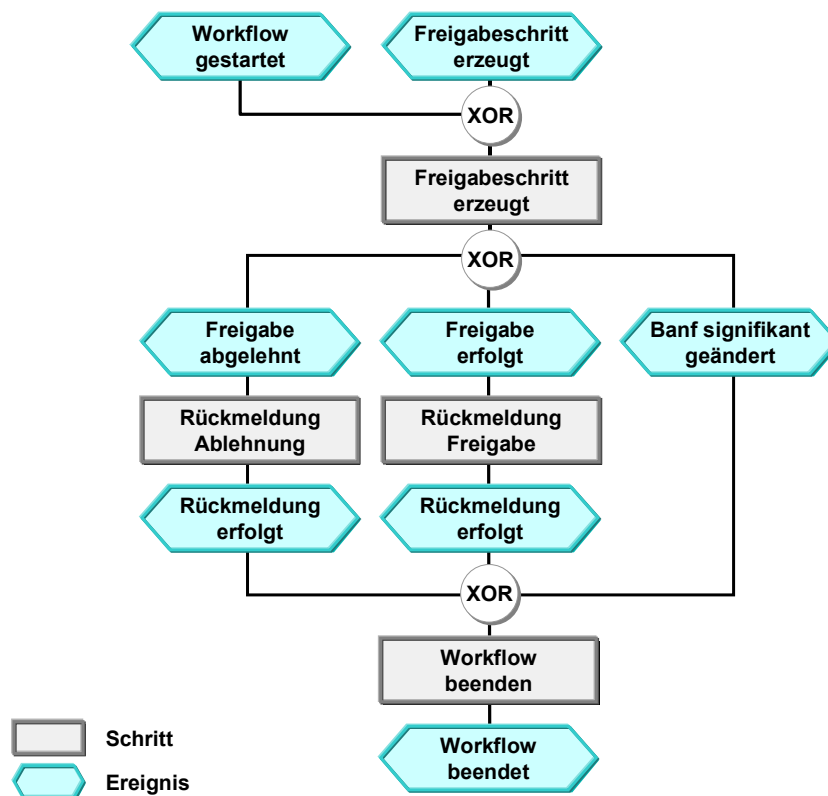 Workflow
gestartet
Freigabeschritt
erzeugt
XOR
Freigabeschritt
erzeugt
XOR
Freigabe
abgelehnt
Freigabe
erfolgt
Banf signifikant
geändert
Rückmeldung
Ablehnung
Rückmeldung
Freigabe
Rückmeldung
erfolgt
Rückmeldung
erfolgt
XOR
Workflow
beenden
Schritt
Workflow
beendet
Ereignis